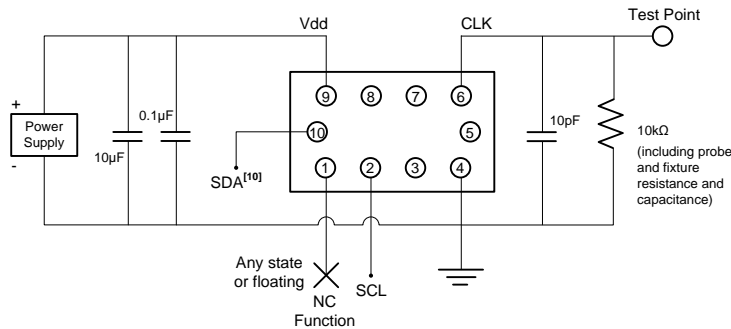 Vdd
CLK
Test Point
+
Power
Supply
-
10µF
0.1µF
9
8
7
6
10
5
1
2
3
4
SDA[10]
10pF
10kΩ
(including probe
and fixture
resistance and
capacitance)
Any state
or floating
NC
Function
SCL